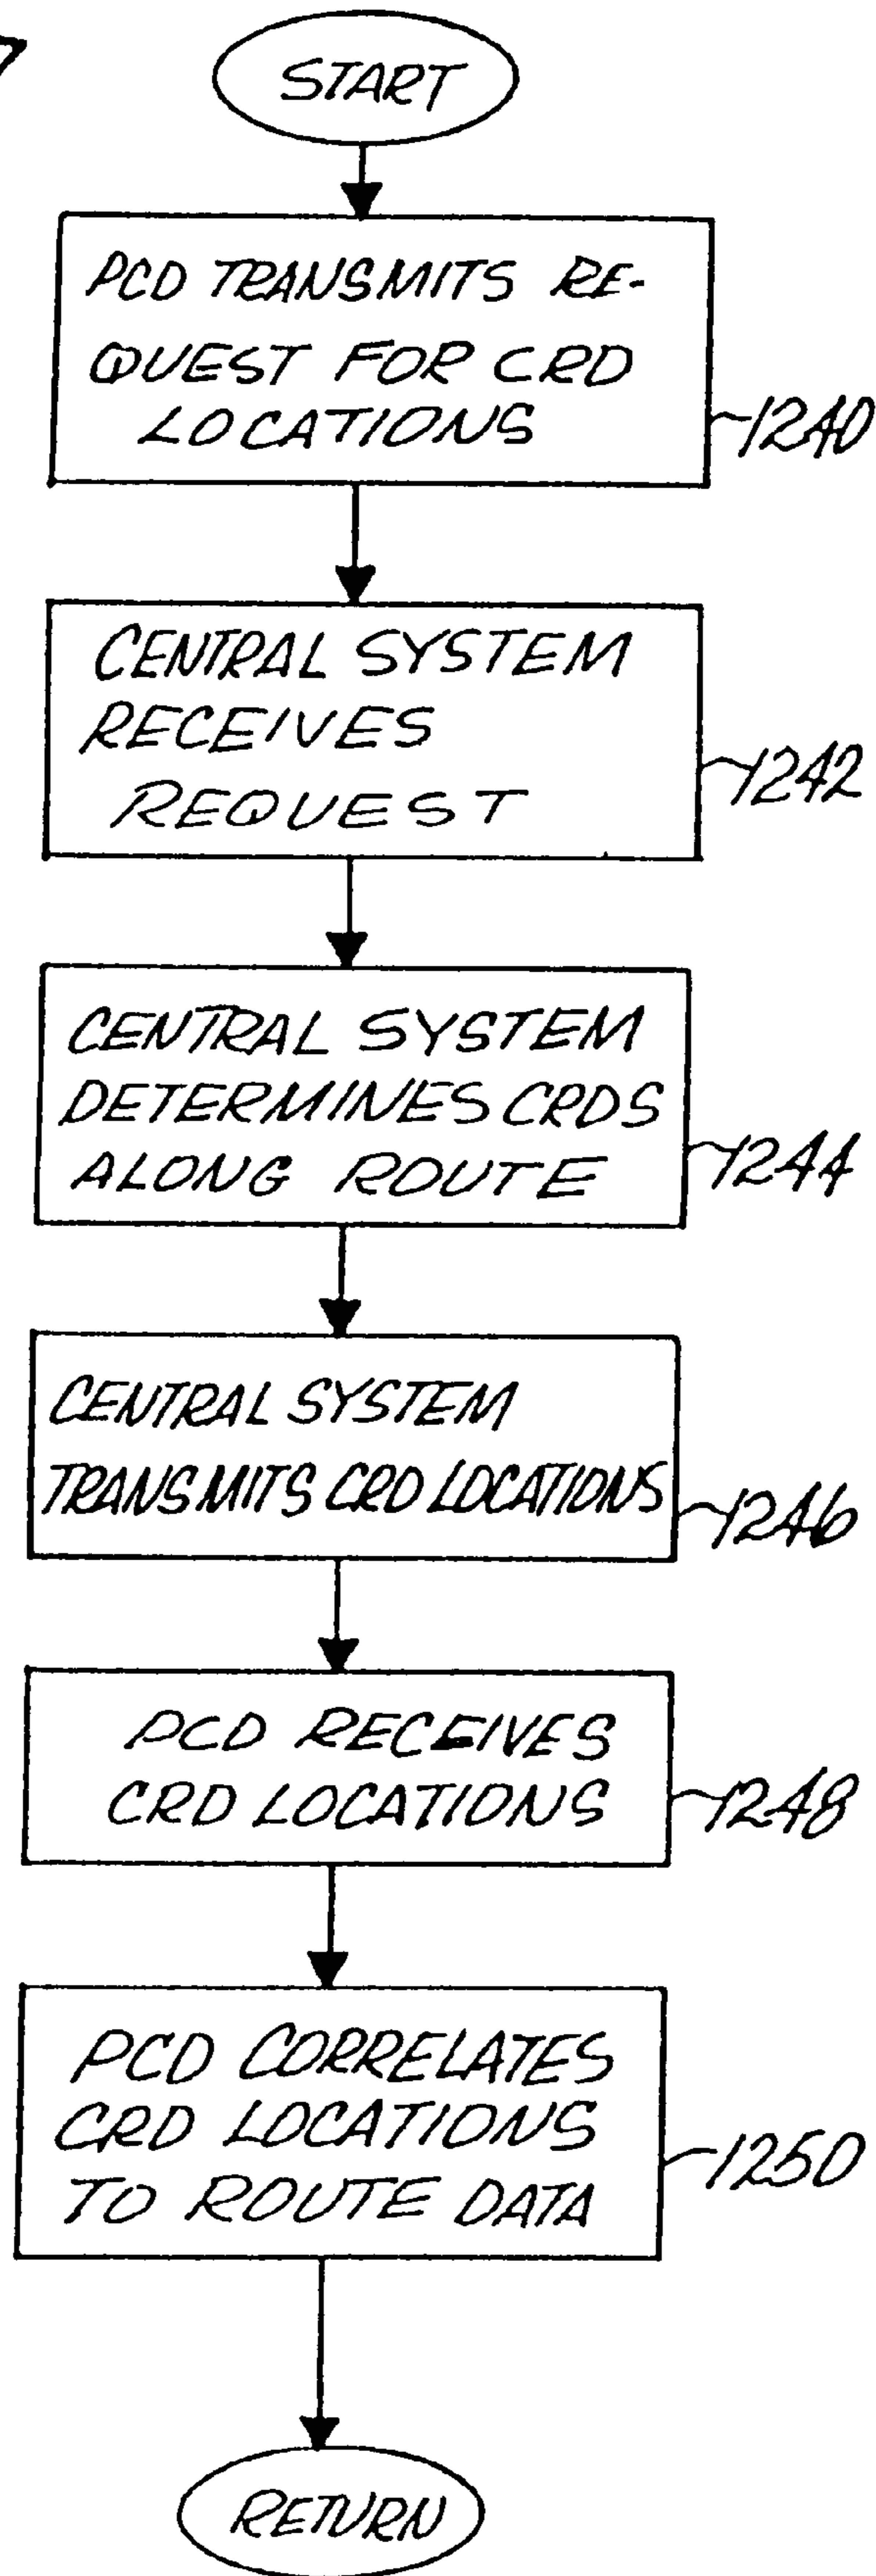 START
PCD TRANSMITS RE-
QUEST FOR CRD
LOCATIONS
1240
CENTRAL SYSTEM
RECEIVES
REQUEST
1242
CENTRAL SYSTEM
DETERMINES CRDS
ALONG ROUTE
1244
CENTRAL SYSTEM
TRANSMITS CRD LOCATIONS
1246
PCD RECEIVES
CRD LOCATIONS
1248
PCD CORRELATES
CRD LOCATIONS
TO ROUTE DATA
1250
RETURN